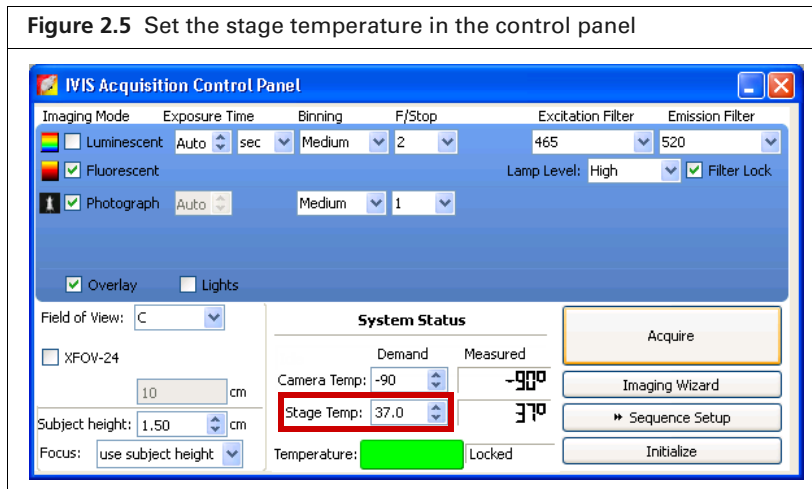 Figure 2.5 Set the stage temperature in the control panel
IVIS Acquisition Control Panel
Imaging Mode Exposure Time Binning F/Stop Excitation Filter Emission Filter
Luminescent Auto sec Medium 2 465 520
Fluorescent Lamp Level: High Filter Lock
Photograph Auto Medium 1
Overlay Lights
Field of View: C
XFOV-24
10 cm
Subject height: 1.50 cm
Focus: use subject height
System Status
Demand Measured
Camera Temp: -90 -90º
Stage Temp: 37.0 37º
Temperature: Locked
Acquire
Imaging Wizard
Sequence Setup
Initialize